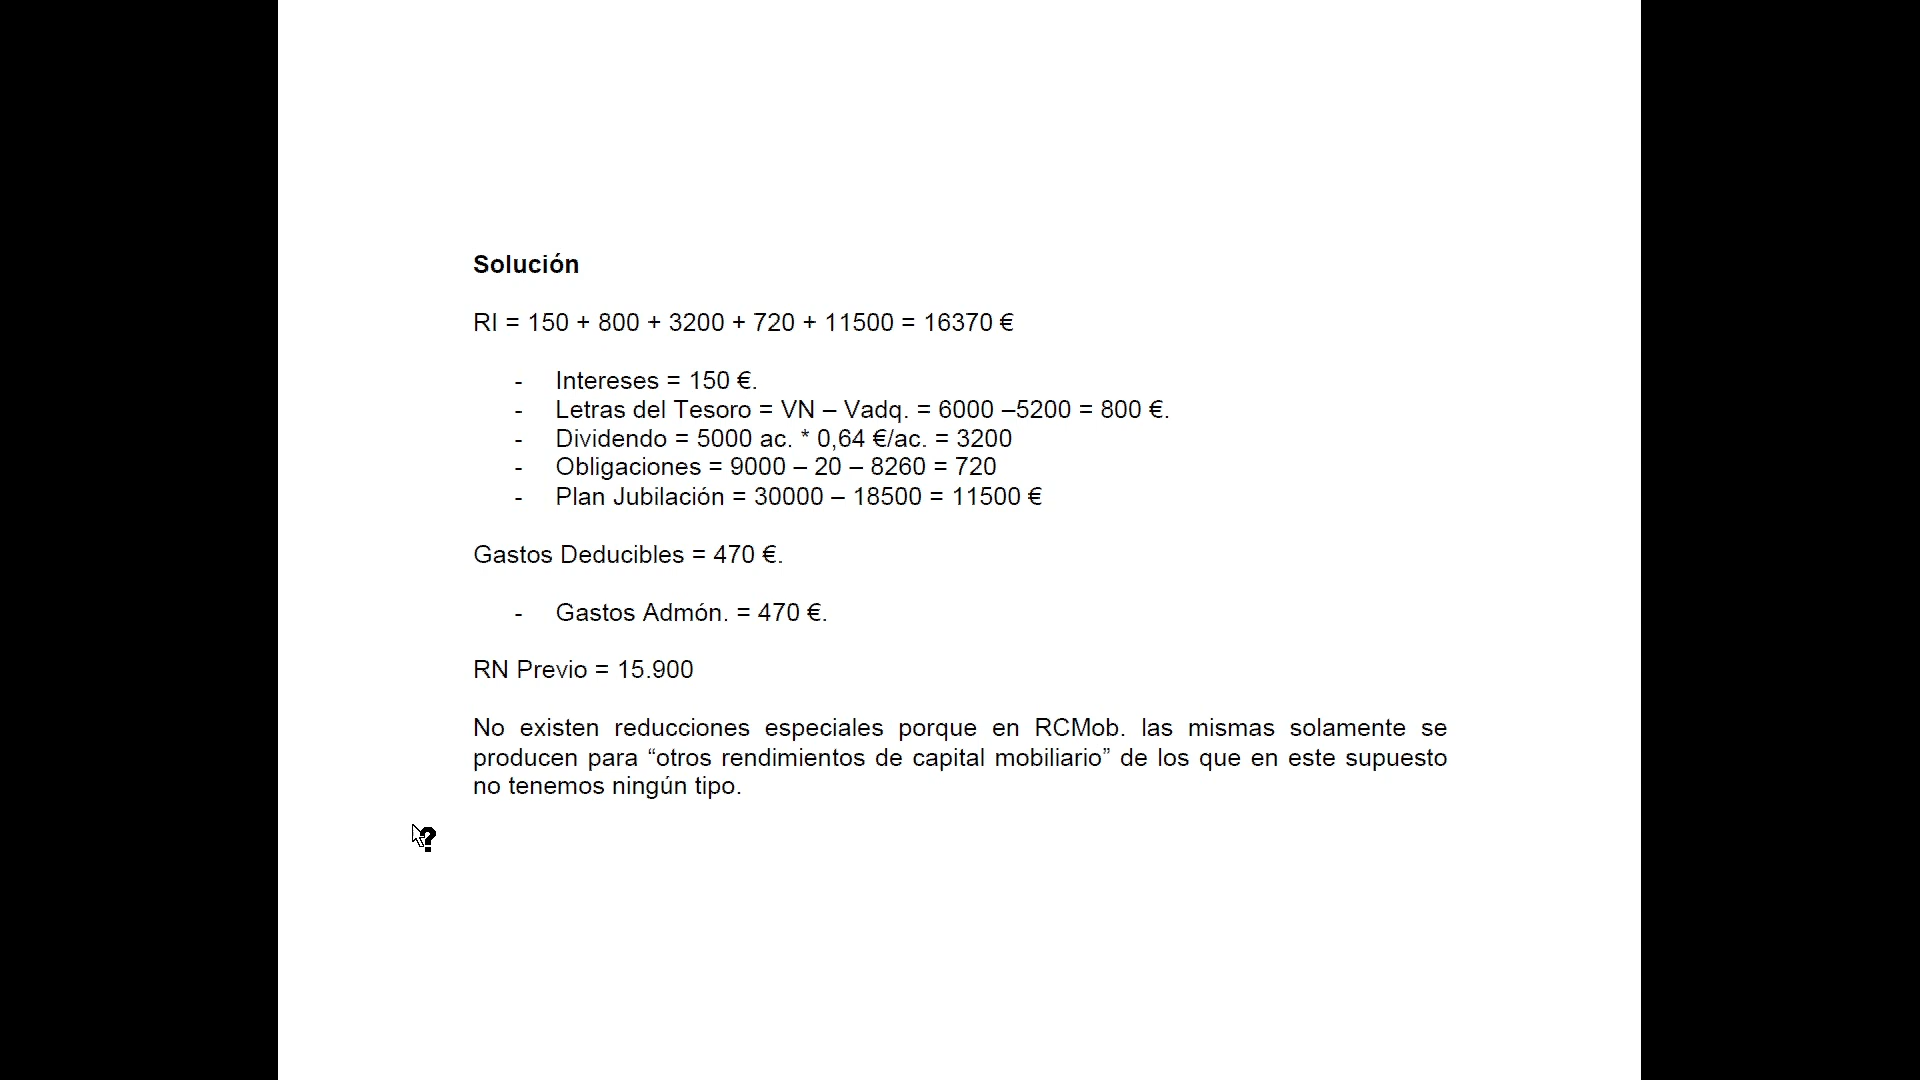 Solución
RI = 150 + 800 + 3200 + 720 + 11500 = 16370 €
- Intereses = 150 €.
- Letras del Tesoro = VN – Vadq. = 6000 –5200 = 800 €.
- Dividendo = 5000 ac. * 0,64 €/ac. = 3200
- Obligaciones = 9000 – 20 – 8260 = 720
- Plan Jubilación = 30000 – 18500 = 11500 €
Gastos Deducibles = 470 €.
- Gastos Admón. = 470 €.
RN Previo = 15.900
No existen reducciones especiales porque en RCMob. las mismas solamente se
producen para “otros rendimientos de capital mobiliario” de los que en este supuesto
no tenemos ningún tipo.